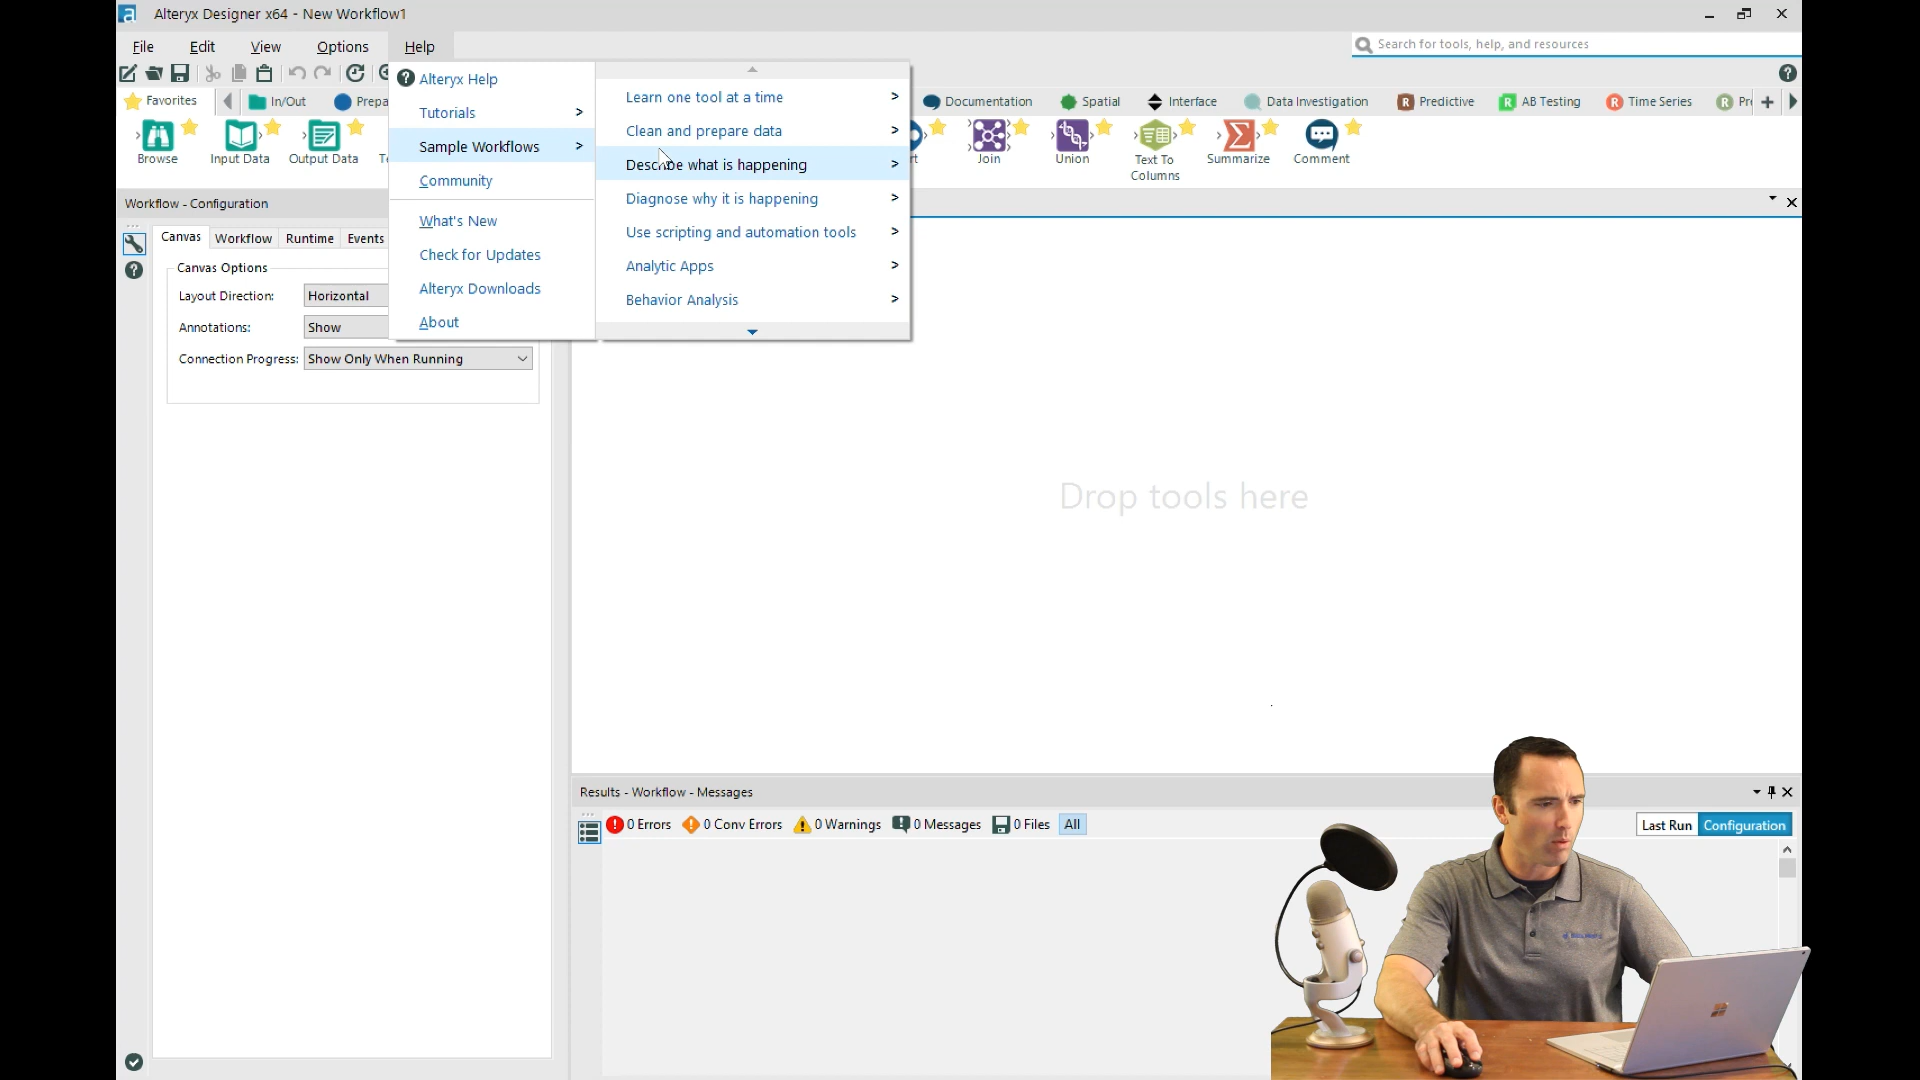 Alteryx Designer x64 - New Workflow1
File Edit View Options Help
Search for tools, help, and resources
Favorites In/Out Prepa Documentation Spatial Interface Data Investigation Predictive AB Testing Time Series Pr
Browse Input Data Output Data Te rt Join Union Text To Columns Summarize Comment
Alteryx Help
Tutorials >
Sample Workflows >
Community
What's New
Check for Updates
Alteryx Downloads
About
Learn one tool at a time >
Clean and prepare data >
Describe what is happening >
Diagnose why it is happening >
Use scripting and automation tools >
Analytic Apps >
Behavior Analysis >
Workflow - Configuration
Canvas Workflow Runtime Events
Canvas Options
Layout Direction: Horizontal
Annotations: Show
Connection Progress: Show Only When Running
Drop tools here
Results - Workflow - Messages
0 Errors 0 Conv Errors 0 Warnings 0 Messages 0 Files All
Last Run Configuration